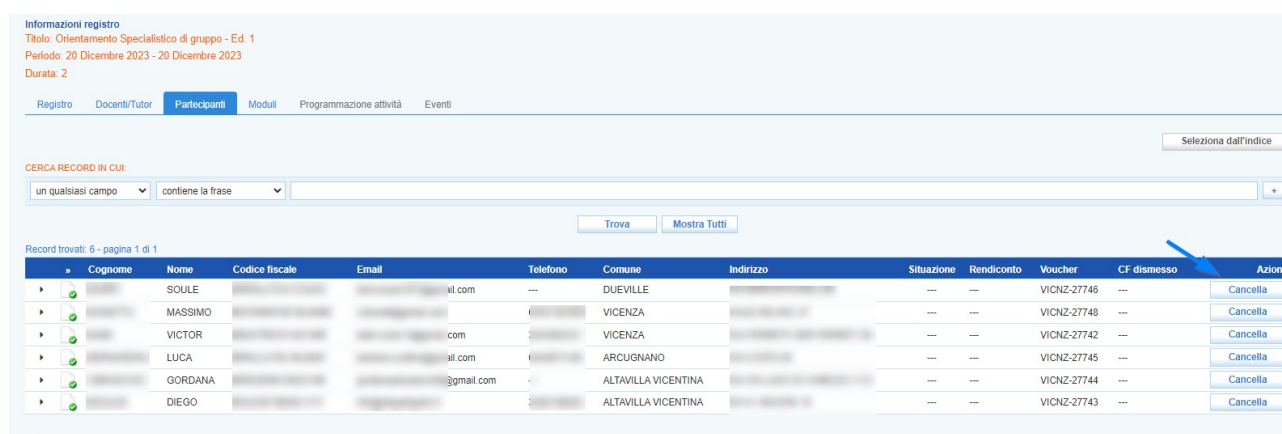 Informazioni registro
Titolo: Orientamento Specialistico di gruppo - Ed. 1
Periodo: 20 Dicembre 2023 - 20 Dicembre 2023
Durata: 2
Registro Docenti/Tutor Partecipanti Moduli Programmazione attività Eventi
Seleziona dall'indice
CERCA RECORD IN CUI:
un qualsiasi campo contiene la frase +
Trova Mostra Tutti
Record trovati: 6 - pagina 1 di 1
» Cognome Nome Codice fiscale Email Telefono Comune Indirizzo Situazione Rendiconto Voucher CF dismesso Azion
SOULE il.com --- DUEVILLE --- --- VICNZ-27746 --- Cancella
MASSIMO VICENZA --- --- VICNZ-27748 --- Cancella
VICTOR com VICENZA --- --- VICNZ-27742 --- Cancella
LUCA ail.com ARCUGNANO --- --- VICNZ-27745 --- Cancella
GORDANA @gmail.com ALTAVILLA VICENTINA --- --- VICNZ-27744 --- Cancella
DIEGO ALTAVILLA VICENTINA --- --- VICNZ-27743 --- Cancella